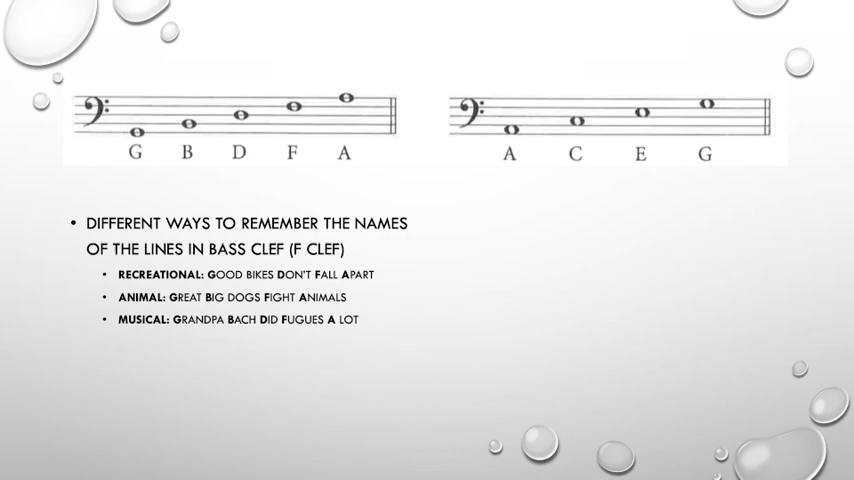 G B D F A
A C E G
• DIFFERENT WAYS TO REMEMBER THE NAMES
OF THE LINES IN BASS CLEF (F CLEF)
• RECREATIONAL: GOOD BIKES DON'T FALL APART
• ANIMAL: GREAT BIG DOGS FIGHT ANIMALS
• MUSICAL: GRANDPA BACH DID FUGUES A LOT